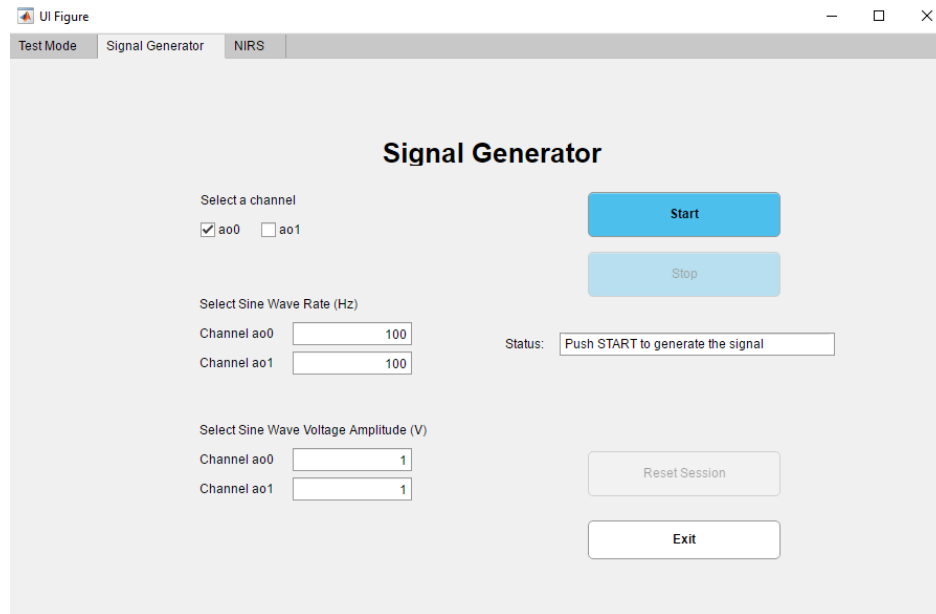 UI Figure
Test Mode Signal Generator NIRS
Signal Generator
Select a channel
ao0 ao1
Start
Stop
Select Sine Wave Rate (Hz)
Channel ao0 100
Channel ao1 100
Status: Push START to generate the signal
Select Sine Wave Voltage Amplitude (V)
Channel ao0 1
Channel ao1 1
Reset Session
Exit